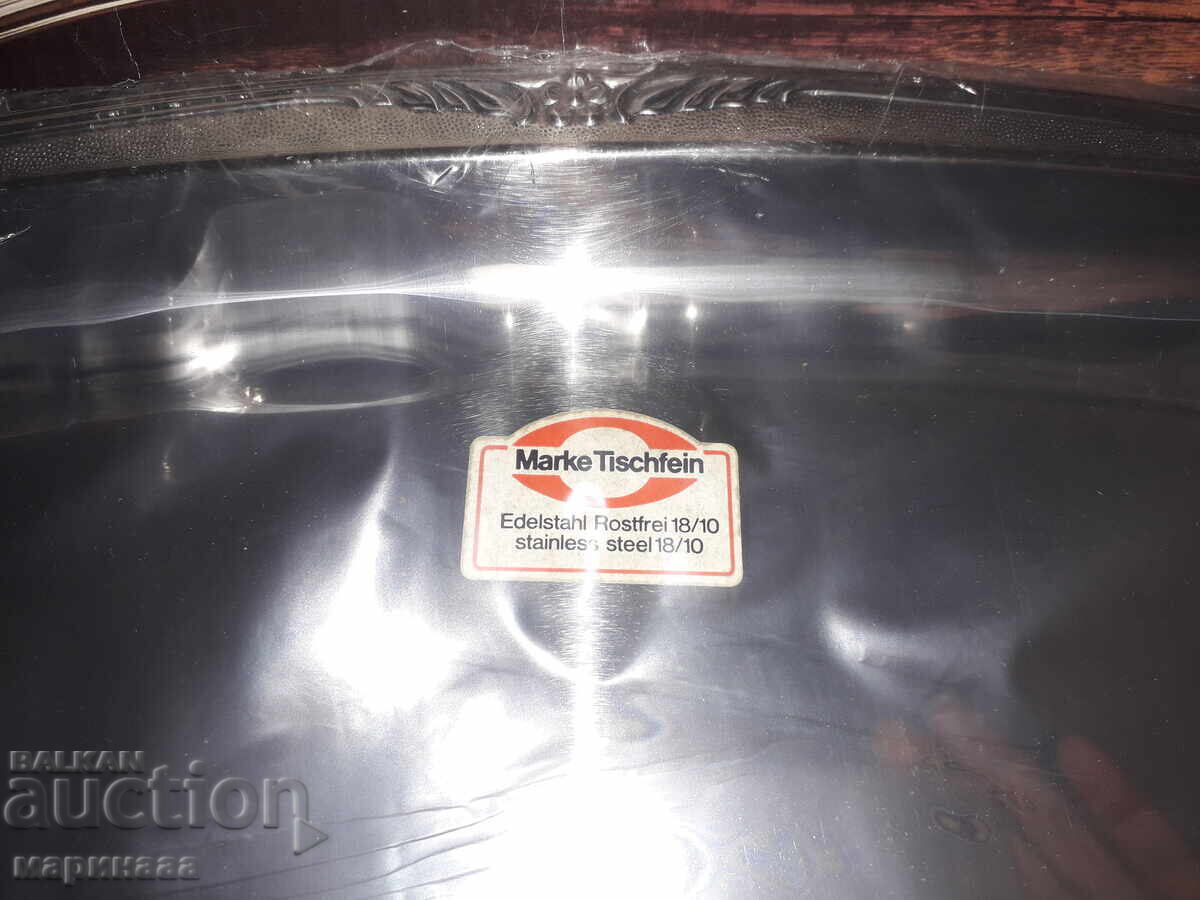 Marke Tischfein
Edelstahl Rostfrei 18/10
stainless steel 18/10
BALKAN
auction
маринааа